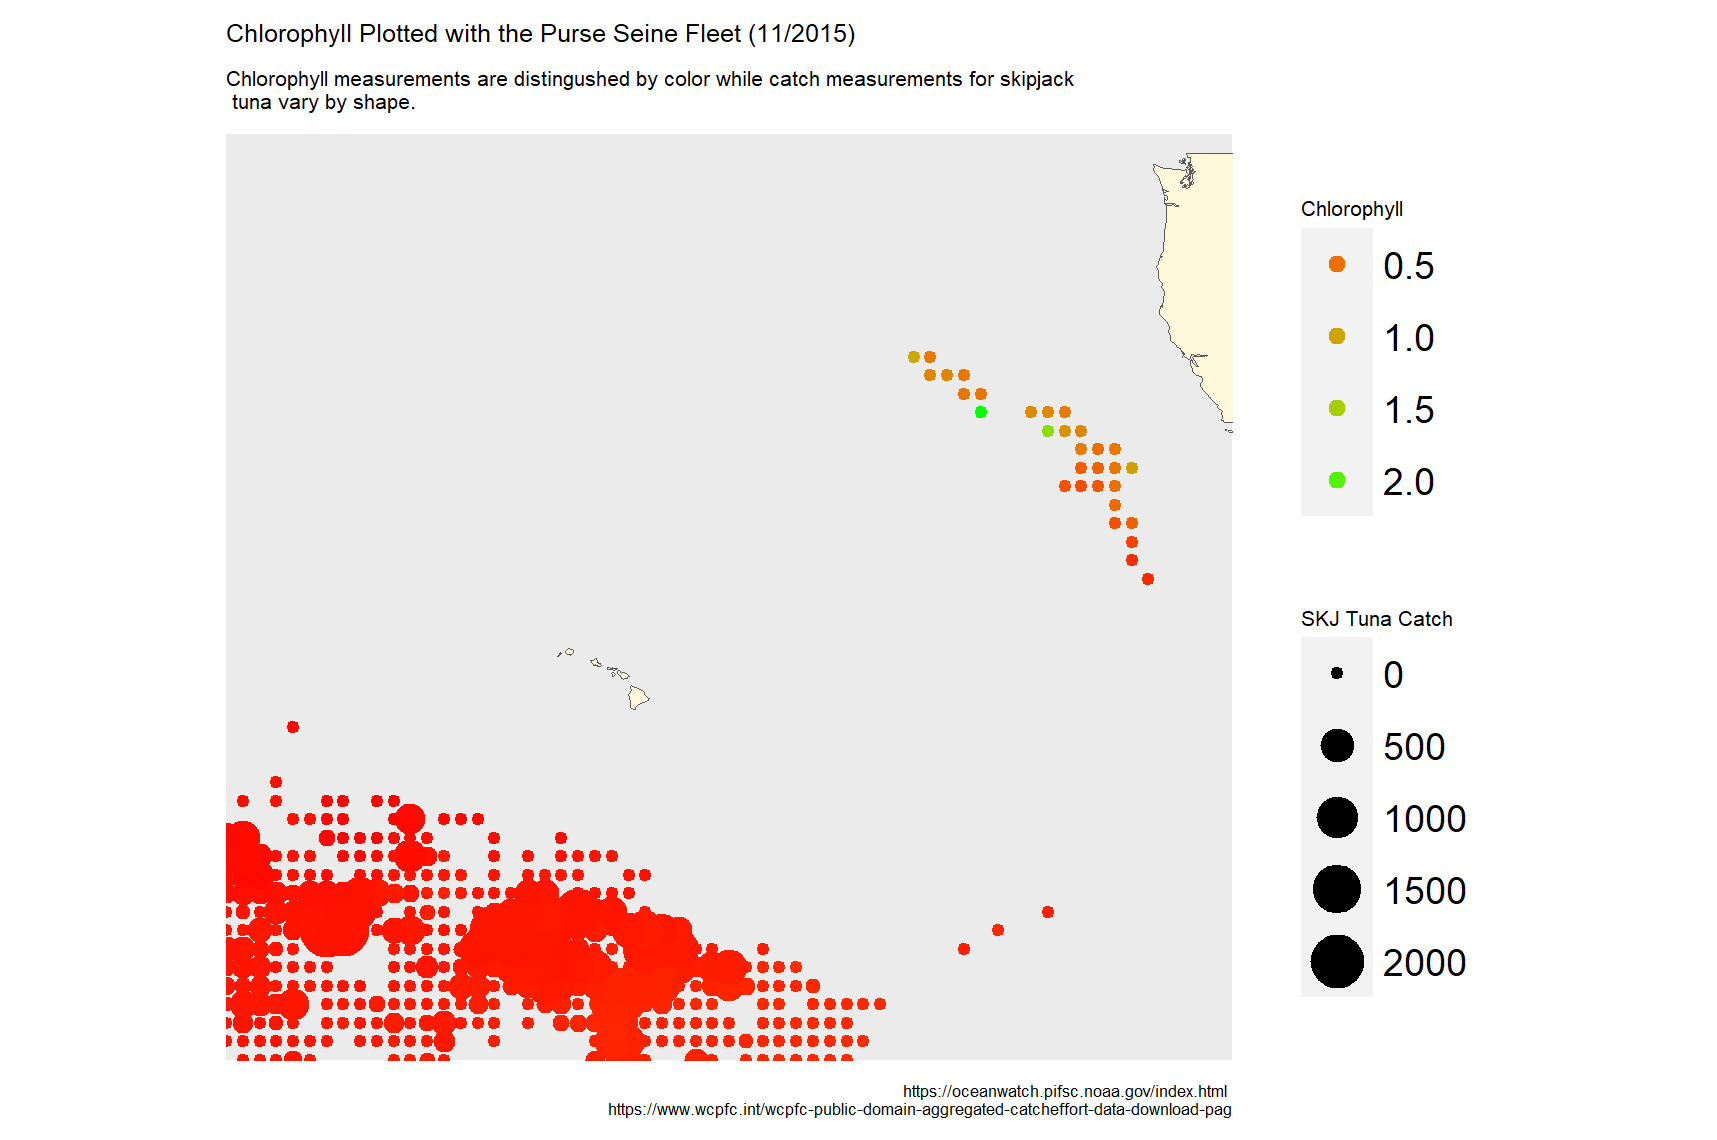 Chlorophyll Plotted with the Purse Seine Fleet (11/2015)
Chlorophyll measurements are distingushed by color while catch measurements for skipjack
tuna vary by shape.
Chlorophyll
0.5
1.0
1.5
2.0
SKJ Tuna Catch
0
500
1000
1500
2000
https://oceanwatch.pifsc.noaa.gov/index.html
https://www.wcpfc.int/wcpfc-public-domain-aggregated-catcheffort-data-download-pag